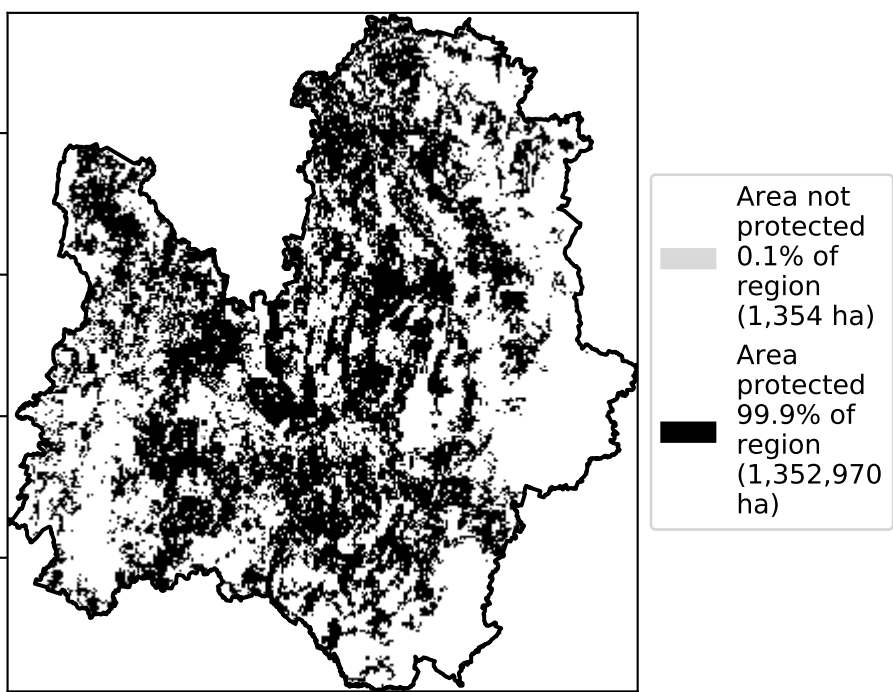 Area not
protected
0.1% of
region
(1,354 ha)
Area
protected
99.9% of
region
(1,352,970
ha)